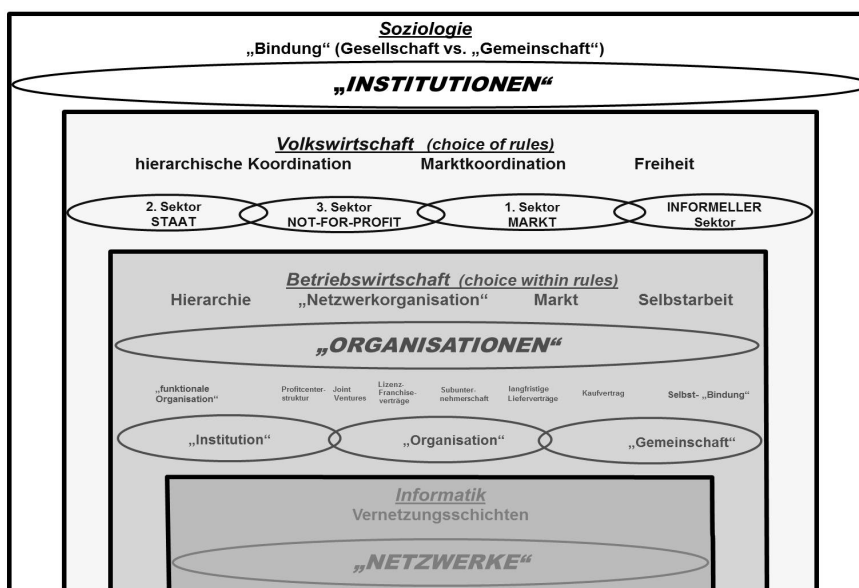 Soziologie
„Bindung“ (Gesellschaft vs. „Gemeinschaft“)
„INSTITUTIONEN“
Volkswirtschaft (choice of rules)
hierarchische Koordination Marktkoordination Freiheit
2. Sektor 3. Sektor 1. Sektor INFORMELLER
STAAT NOT-FOR-PROFIT MARKT Sektor
Betriebswirtschaft (choice within rules)
Hierarchie „Netzwerkorganisation“ Markt Selbstarbeit
„ORGANISATIONEN“
„funktionale
Organisation“
Profitcenter-
struktur
Joint
Ventures
Lizenz-
Franchise-
verträge
Subunter-
nehmerschaft
langfristige
Lieferverträge
Kaufvertrag
Selbst- „Bindung“
„Institution“ „Organisation“ „Gemeinschaft“
Informatik
Vernetzungsschichten
„NETZWERKE“